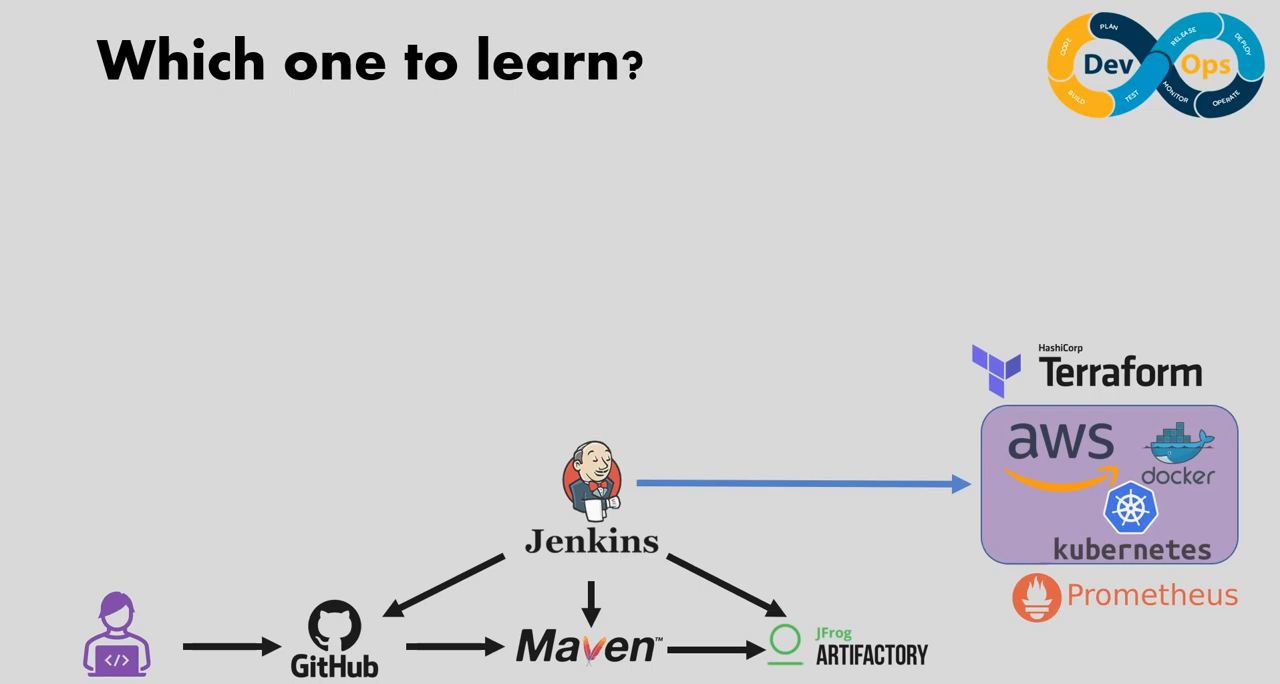 Which one to learn?
PLAN
CODE
BUILD
TEST
RELEASE
DEPLOY
OPERATE
MONITOR
Dev Ops
HashiCorp
Terraform
aws
docker
kubernetes
Prometheus
Jenkins
</>
GitHub
Maven™
JFrog
ARTIFACTORY